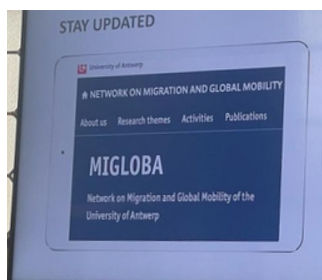 STAY UPDATED
University of Antwerp
NETWORK ON MIGRATION AND GLOBAL MOBILITY
About us Research themes Activities Publications
MIGLOBA
Network on Migration and Global Mobility of the
University of Antwerp